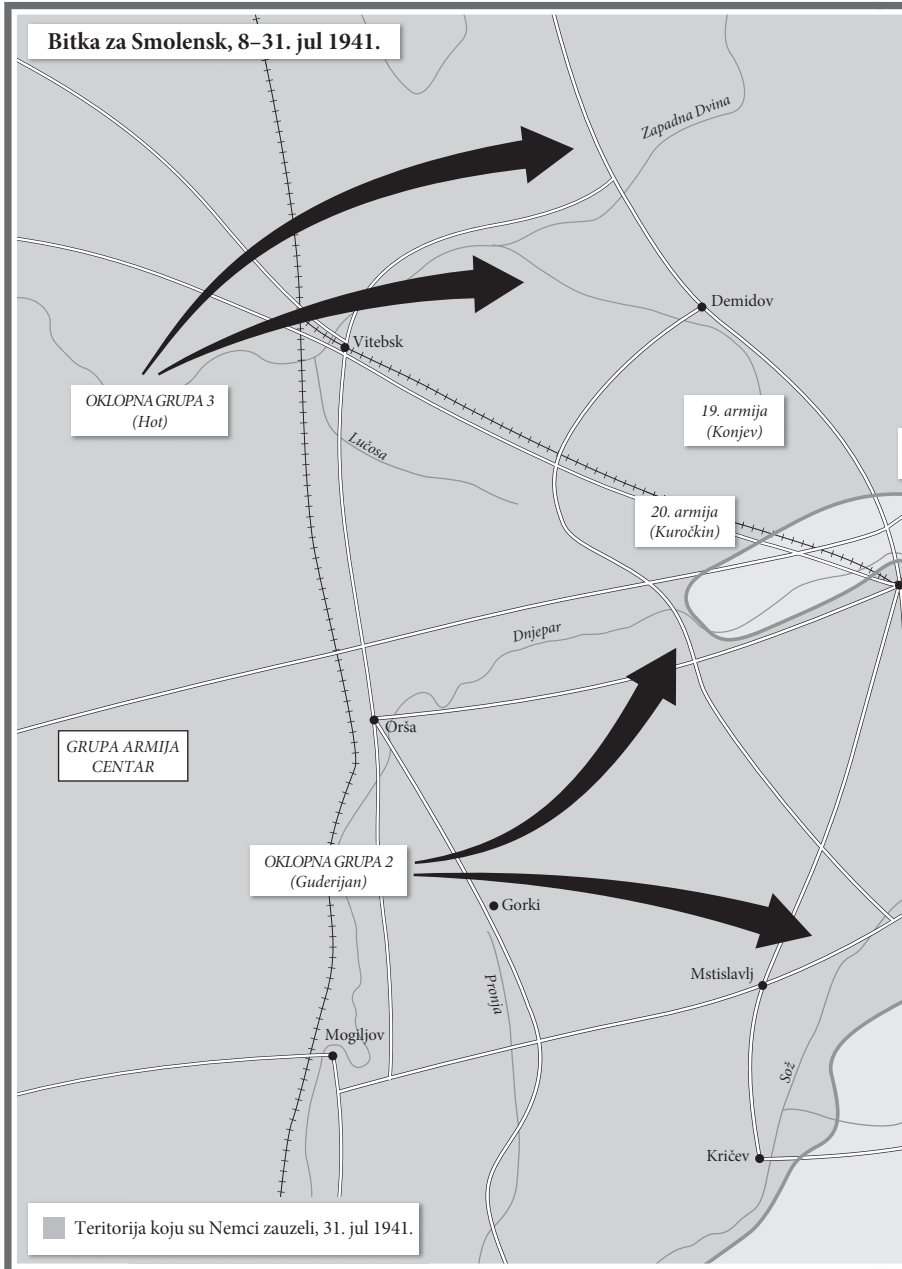 Bitka za Smolensk, 8–31. jul 1941.
Zapadna Dvina
Demidov
Vitebsk
OKLOPNA GRUPA 3
(Hot)
19. armija
(Konjev)
Lučosa
20. armija
(Kuročkin)
Dnjepar
Orša
GRUPA ARMIJA
CENTAR
OKLOPNA GRUPA 2
(Guderijan)
Gorki
Mstislavlj
Pronja
Mogiljov
Sož
Kričev
Teritorija koju su Nemci zauzeli, 31. jul 1941.